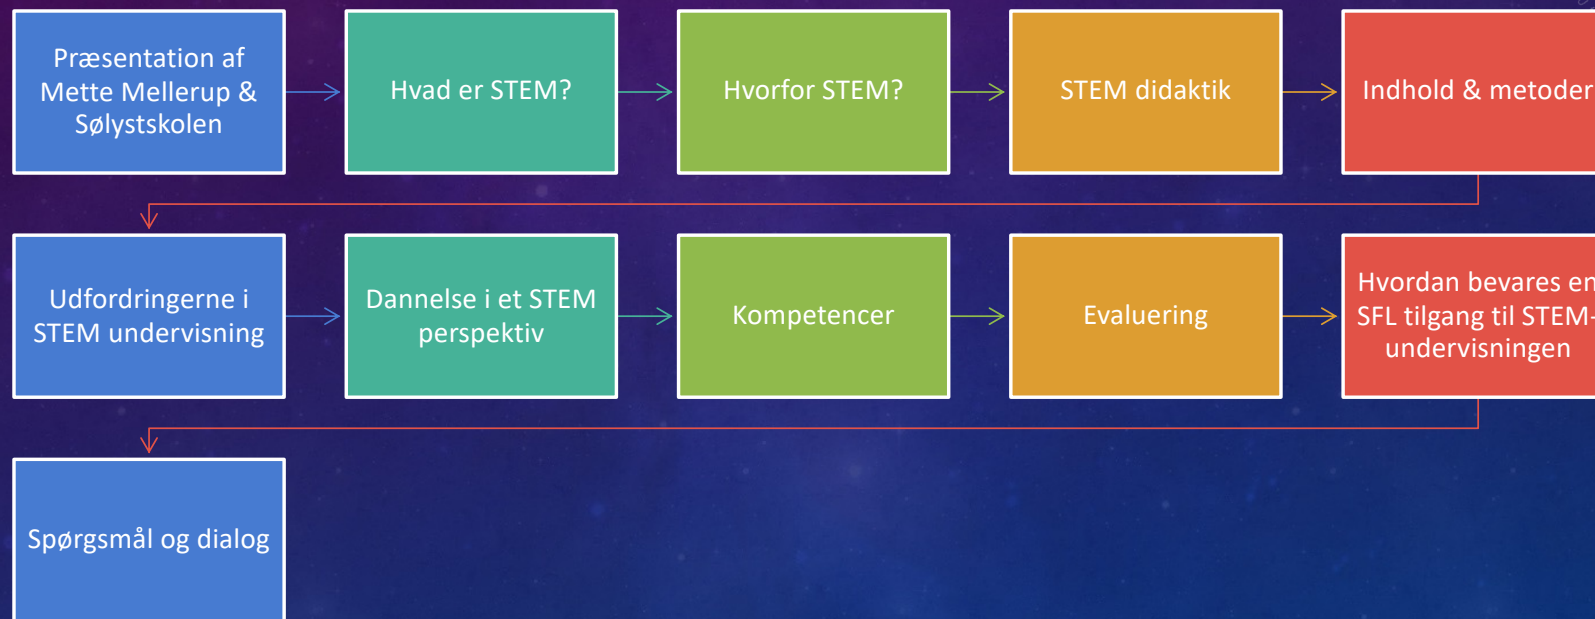 Præsentation af
Mette Mellerup &
Sølystskolen
Hvad er STEM?
Hvorfor STEM?
STEM didaktik
Indhold & metoder
Udfordringerne i
STEM undervisning
Dannelse i et STEM
perspektiv
Kompetencer
Evaluering
Hvordan bevares en
SFL tilgang til STEM-
undervisningen
Spørgsmål og dialog